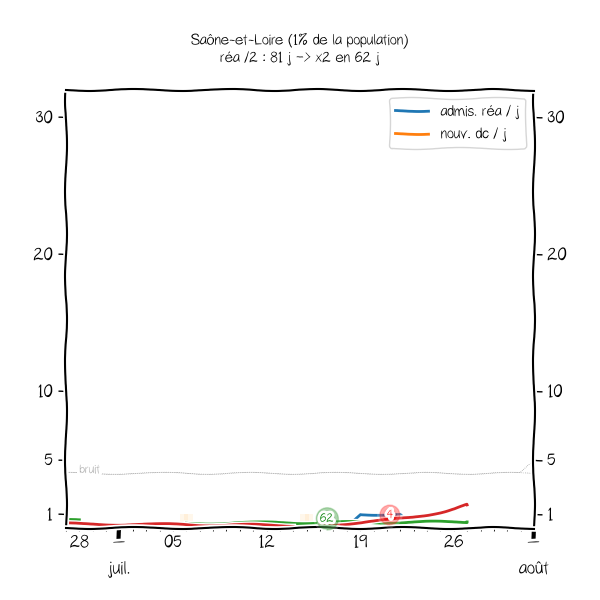 Saône-et-Loire (1% de la population)
réa /2 : 81 j -> x2 en 62 j
admis. réa / j
nouv. dc / j
30
30
20
20
10
10
5
5
bruit
1
1
62
4
28
05
12
19
26
juil.
août